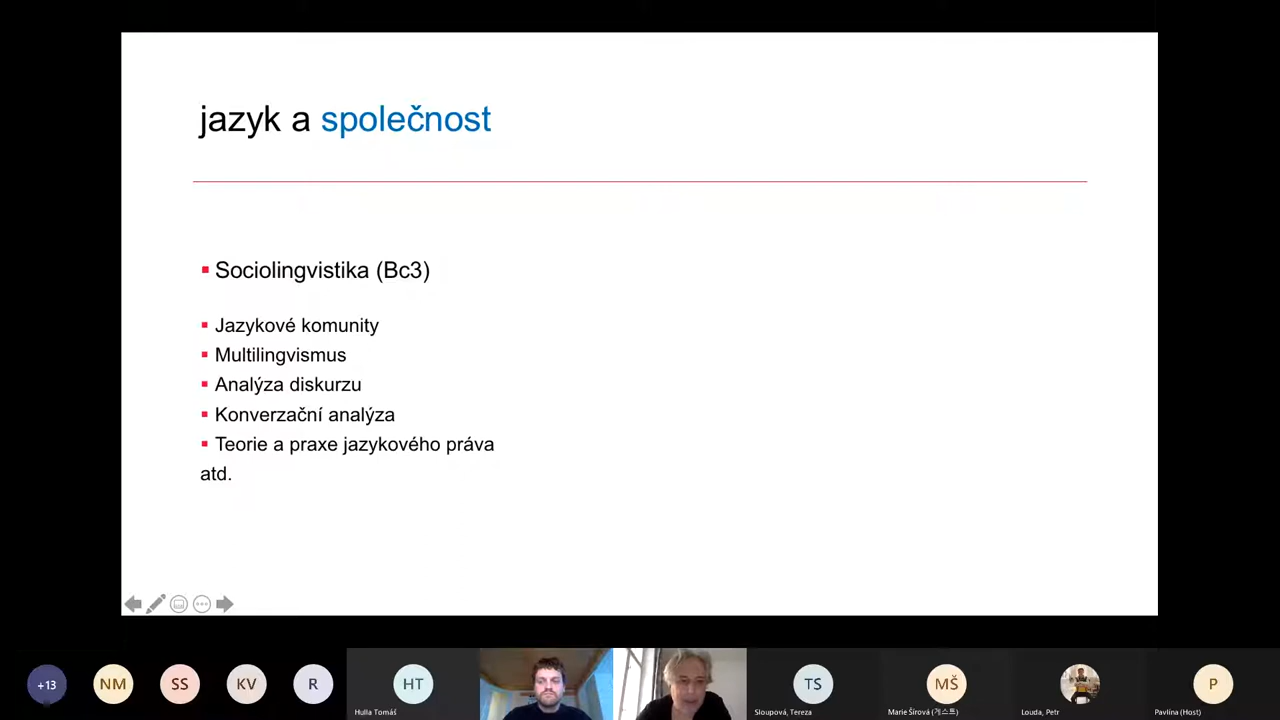 jazyk a společnost
Sociolingvistika (Bc3)
Jazykové komunity
Multilingvismus
Analýza diskurzu
Konverzační analýza
Teorie a praxe jazykového práva
atd.
+13
NM
SS
KV
R
HT
Hulla Tomáš
TS
Sloupová, Tereza
MŠ
Marie Šírová (게스트)
Louda, Petr
P
Pavlína (Host)